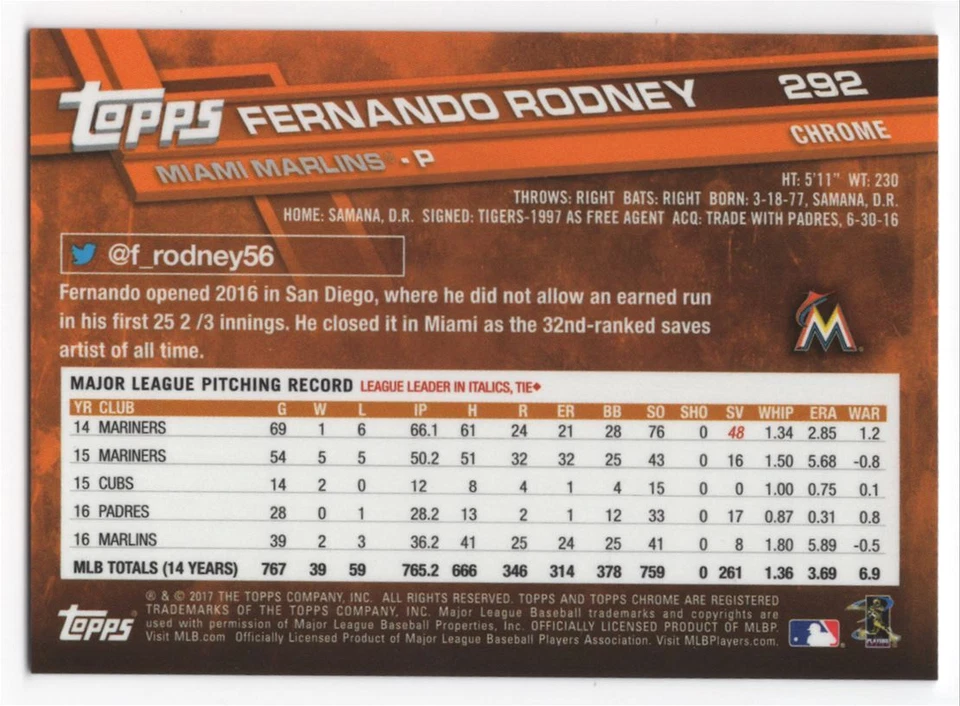 topps FERNANDO RODNEY 292
CHROME
MIAMI MARLINS - P
HT: 5'11" WT: 230
THROWS: RIGHT BATS: RIGHT BORN: 3-18-77, SAMANA, D.R.
HOME: SAMANA, D.R. SIGNED: TIGERS-1997 AS FREE AGENT ACQ: TRADE WITH PADRES, 6-30-16
@f_rodney56
Fernando opened 2016 in San Diego, where he did not allow an earned run
in his first 25 2 /3 innings. He closed it in Miami as the 32nd-ranked saves
artist of all time.
M
MAJOR LEAGUE PITCHING RECORD LEAGUE LEADER IN ITALICS, TIE◆
YR CLUB G W L IP H R ER BB SO SHO SV WHIP ERA WAR
14 MARINERS 69 1 6 66.1 61 24 21 28 76 0 48 1.34 2.85 1.2
15 MARINERS 54 5 5 50.2 51 32 32 25 43 0 16 1.50 5.68 -0.8
15 CUBS 14 2 0 12 8 4 1 4 15 0 0 1.00 0.75 0.1
16 PADRES 28 0 1 28.2 13 2 1 12 33 0 17 0.87 0.31 0.8
16 MARLINS 39 2 3 36.2 41 25 24 25 41 0 8 1.80 5.89 -0.5
MLB TOTALS (14 YEARS) 767 39 59 765.2 666 346 314 378 759 0 261 1.36 3.69 6.9
® & © 2017 THE TOPPS COMPANY, INC. ALL RIGHTS RESERVED. TOPPS AND TOPPS CHROME ARE REGISTERED
TRADEMARKS OF THE TOPPS COMPANY, INC. Major League Baseball trademarks and copyrights are
used with permission of Major League Baseball Properties, Inc. OFFICIALLY LICENSED PRODUCT OF MLBP.
Visit MLB.com Officially Licensed Product of Major League Baseball Players Association. Visit MLBPlayers.com.
topps®
PLAYERS